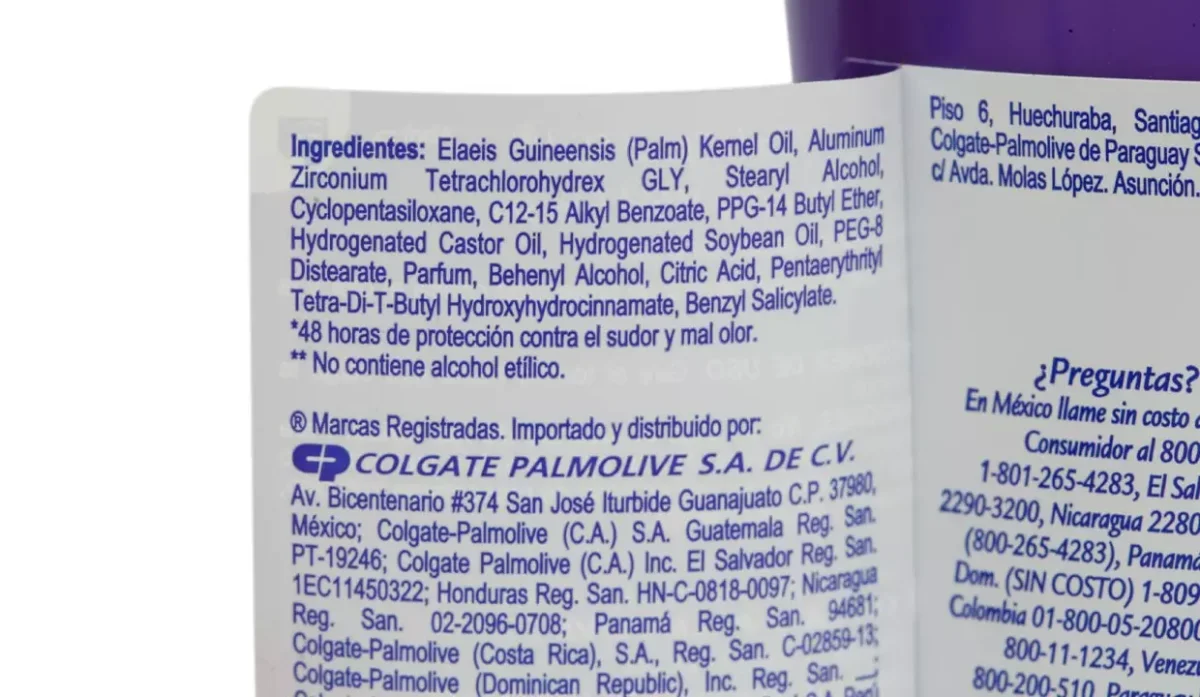 Ingredientes: Elaeis Guineensis (Palm) Kernel Oil, Aluminum
Zirconium Tetrachlorohydrex GLY, Stearyl Alcohol,
Cyclopentasiloxane, C12-15 Alkyl Benzoate, PPG-14 Butyl Ether,
Hydrogenated Castor Oil, Hydrogenated Soybean Oil, PEG-8
Distearate, Parfum, Behenyl Alcohol, Citric Acid, Pentaerythrityl
Tetra-Di-T-Butyl Hydroxyhydrocinnamate, Benzyl Salicylate.
*48 horas de protección contra el sudor y mal olor.
** No contiene alcohol etílico.
® Marcas Registradas. Importado y distribuido por:
COLGATE PALMOLIVE S.A. DE C.V.
Av. Bicentenario #374 San José Iturbide Guanajuato C.P. 37980,
México; Colgate-Palmolive (C.A.) S.A. Guatemala Reg. San.
PT-19246; Colgate Palmolive (C.A.) Inc. El Salvador Reg. San.
1EC11450322; Honduras Reg. San. HN-C-0818-0097; Nicaragua
Reg. San. 02-2096-0708; Panamá Reg. San. 94681;
Colgate-Palmolive (Costa Rica), S.A., Reg. San. C-02859-13;
Colgate-Palmolive (Dominican Republic), Inc. Reg. San.
Piso 6, Huechuraba, Santiag
Colgate-Palmolive de Paraguay S
c/ Avda. Molas López. Asunción.
¿Preguntas?
En México llame sin costo
Consumidor al 800
1-801-265-4283, El Sal
2290-3200, Nicaragua 2280
(800-265-4283), Panamá
Dom. (SIN COSTO) 1-809
Colombia 01-800-05-20800
800-11-1234, Venez
800-200-510, Paraguay